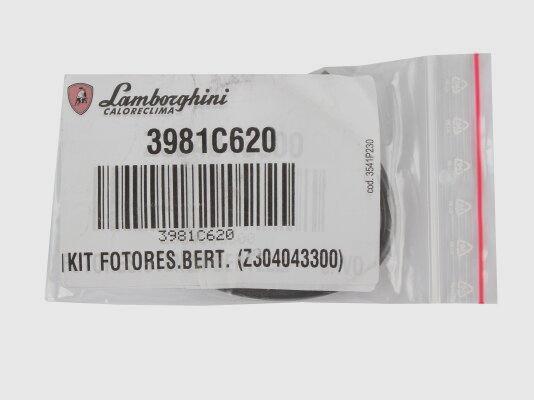 Lamborghini
CALORECLIMA
3981C620
3981C620
KIT FOTORES.BERT. (Z304043300)
cod. 3541P230